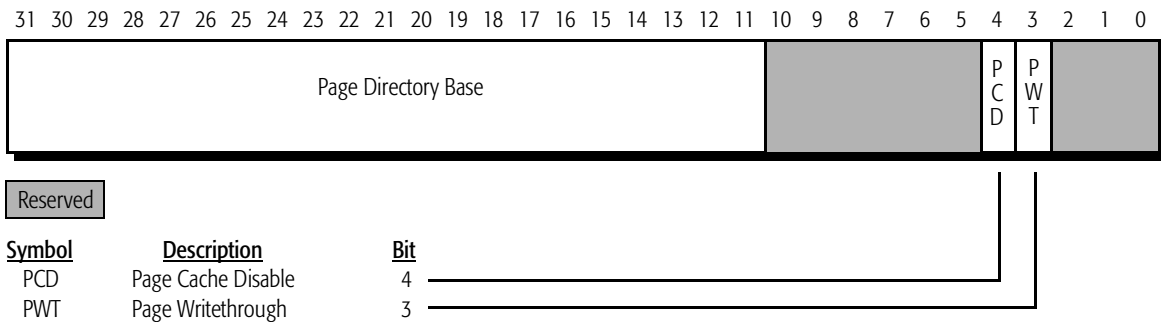 31 30 29 28 27 26 25 24 23 22 21 20 19 18 17 16 15 14 13 12 11 10 9 8 7 6 5 4 3 2 1 0
Page Directory Base
PCD
PWT
Reserved
Symbol Description Bit
PCD Page Cache Disable 4
PWT Page Writethrough 3